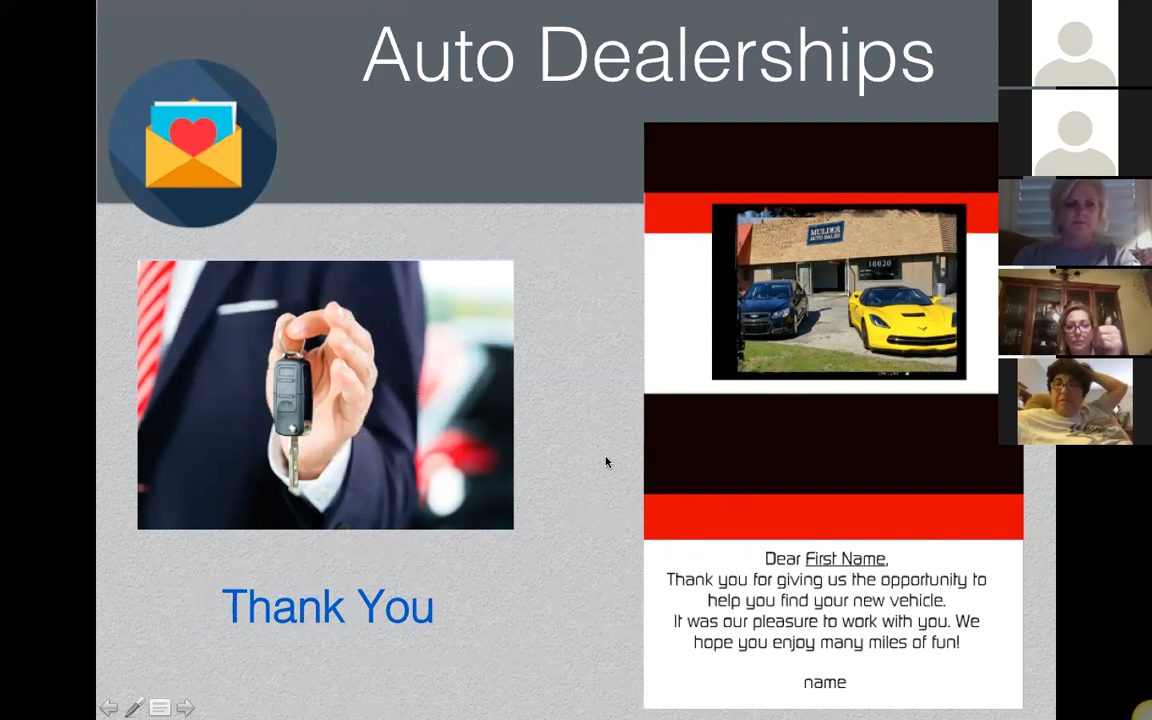 Auto Dealerships
MULDER
AUTO SALES
10020
Thank You
Dear First Name,
Thank you for giving us the opportunity to
help you find your new vehicle.
It was our pleasure to work with you. We
hope you enjoy many miles of fun!
name